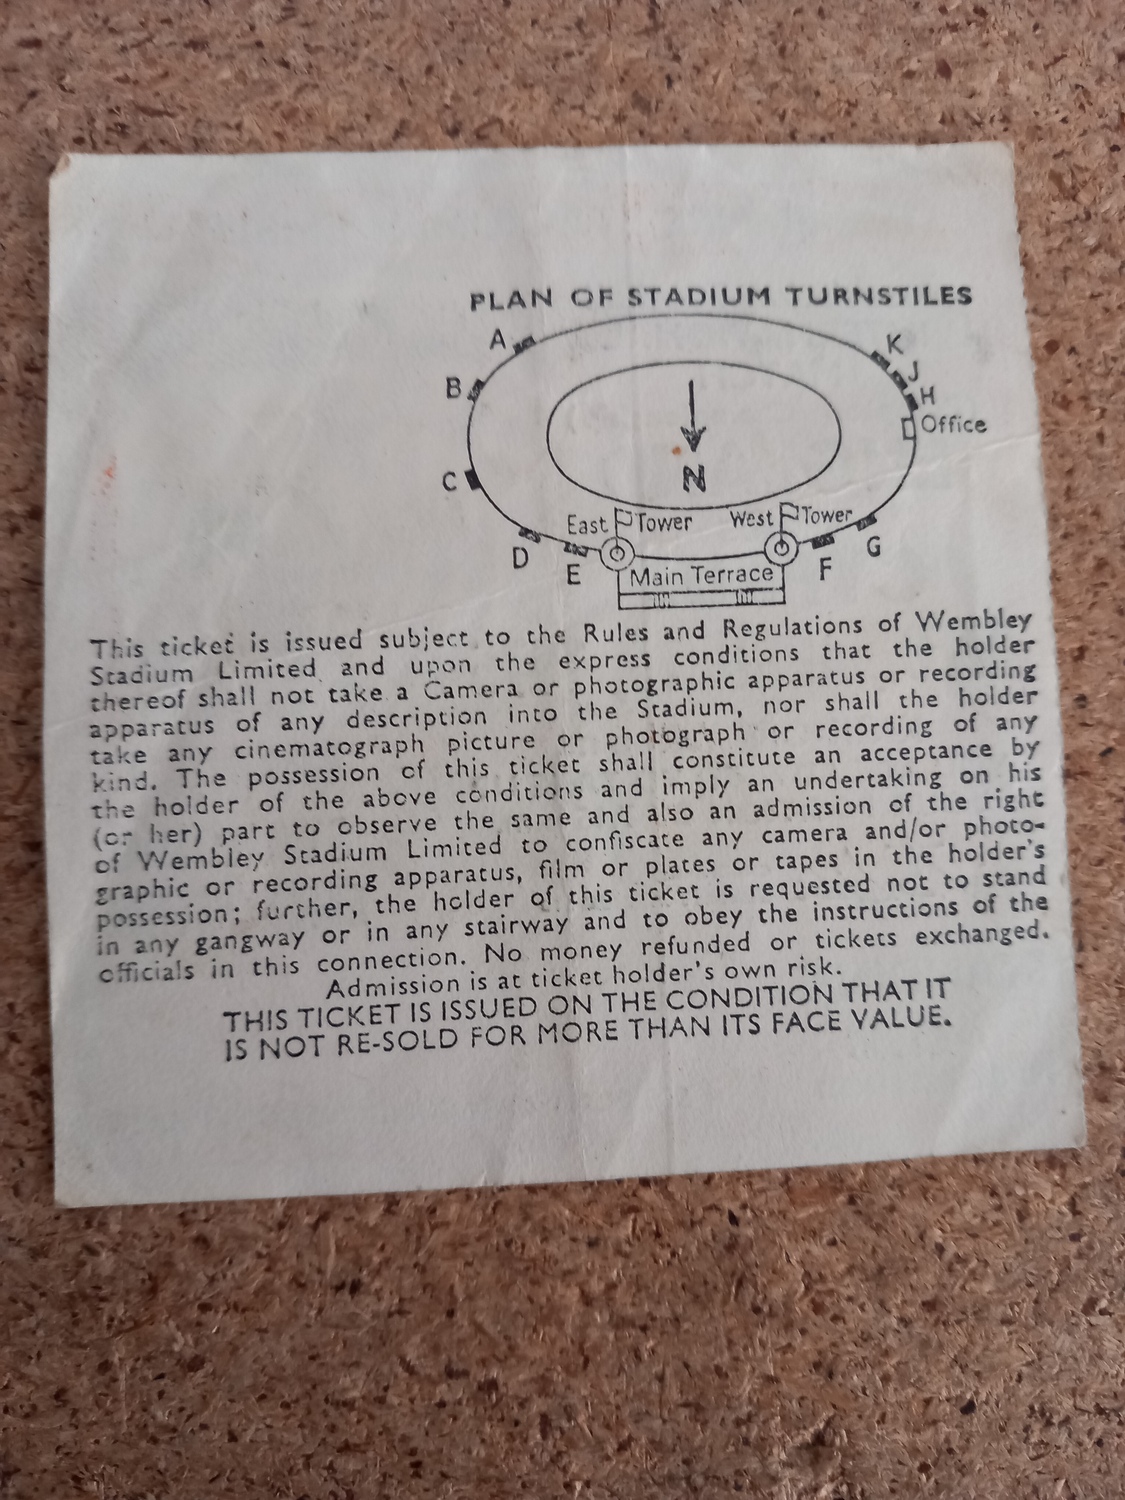 PLAN OF STADIUM TURNSTILES
A
K
J
B
H
Office
N
C
East Tower
West Tower
D
E
Main Terrace
F
G
This ticket is issued subject to the Rules and Regulations of Wembley
Stadium Limited and upon the express conditions that the holder
thereof shall not take a Camera or photographic apparatus or recording
apparatus of any description into the Stadium, nor shall the holder
take any cinematograph picture or photograph or recording of any
kind. The possession of this ticket shall constitute an acceptance by
the holder of the above conditions and imply an undertaking on his
(or her) part to observe the same and also an admission of the right
of Wembley Stadium Limited to confiscate any camera and/or photo-
graphic or recording apparatus, film or plates or tapes in the holder's
possession; further, the holder of this ticket is requested not to stand
in any gangway or in any stairway and to obey the instructions of the
officials in this connection. No money refunded or tickets exchanged.
Admission is at ticket holder's own risk.
THIS TICKET IS ISSUED ON THE CONDITION THAT IT
IS NOT RE-SOLD FOR MORE THAN ITS FACE VALUE.